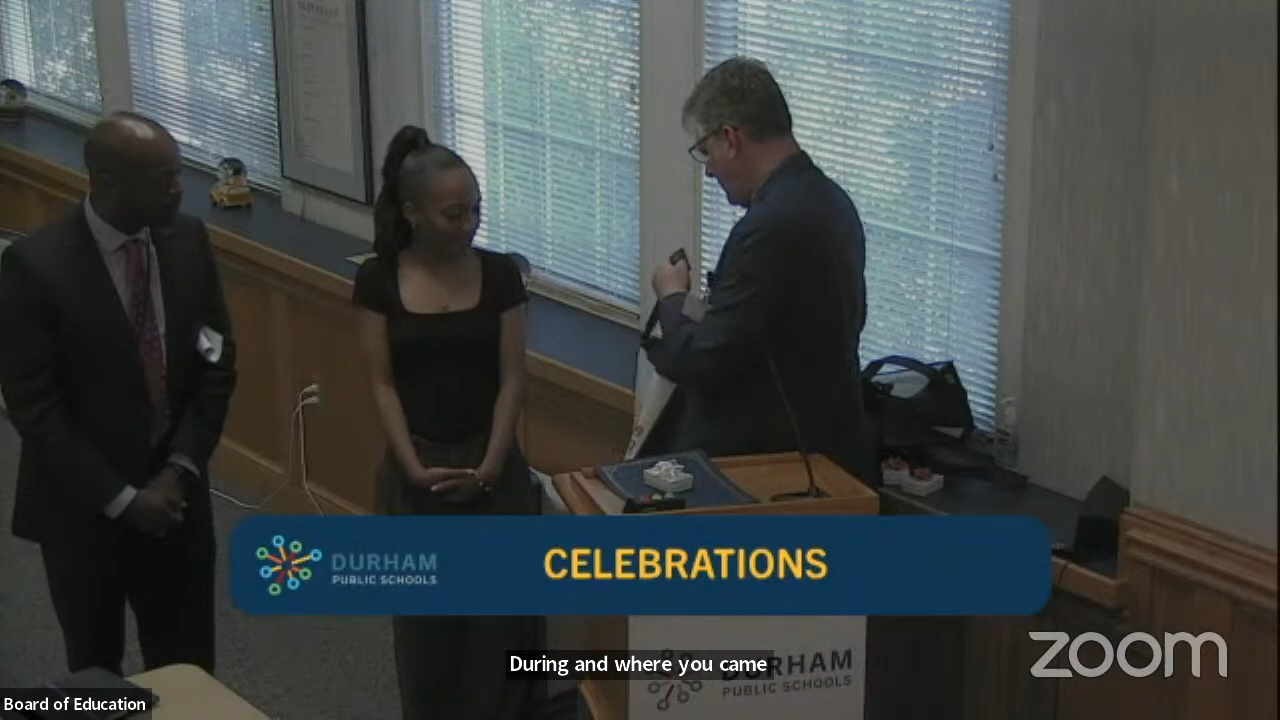 DURHAM
PUBLIC SCHOOLS
CELEBRATIONS
During and where you came
DURHAM
PUBLIC SCHOOLS
zoom
Board of Education